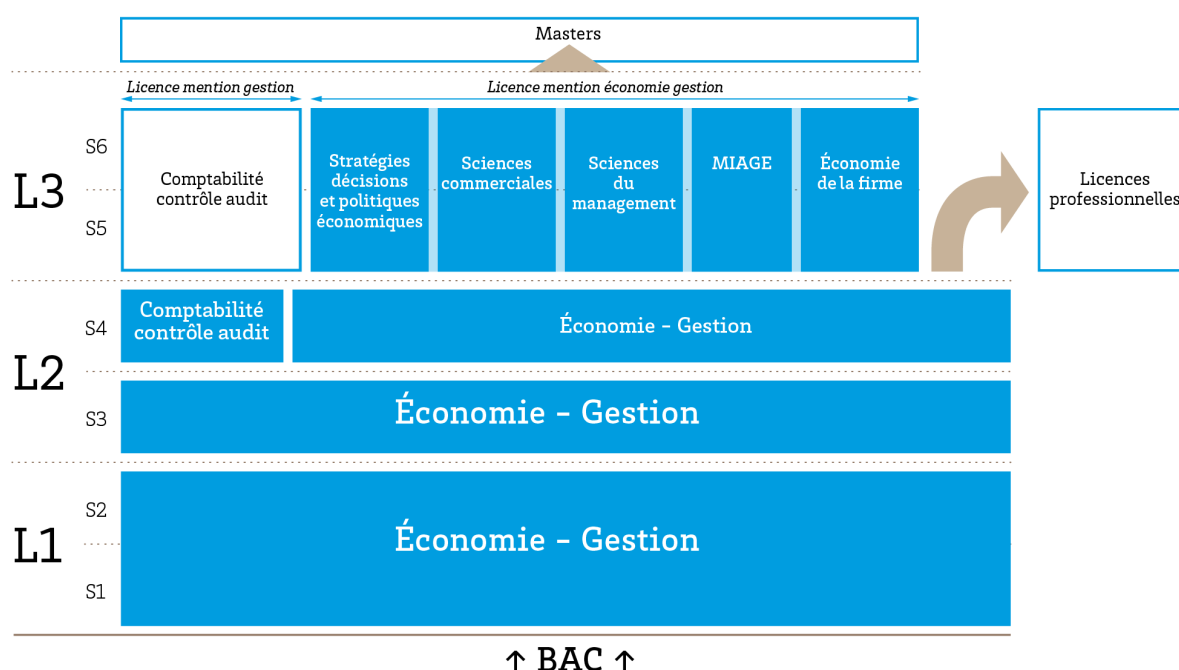 Masters
Licence mention gestion
Licence mention économie gestion
L3
S6
S5
Comptabilité
contrôle audit
Stratégies
décisions
et politiques
économiques
Sciences
commerciales
Sciences
du
management
MIAGE
Économie
de la firme
Licences
professionnelles
L2
S4
Comptabilité
contrôle audit
Économie – Gestion
S3
Économie – Gestion
L1
S2
Économie – Gestion
S1
↑ BAC ↑